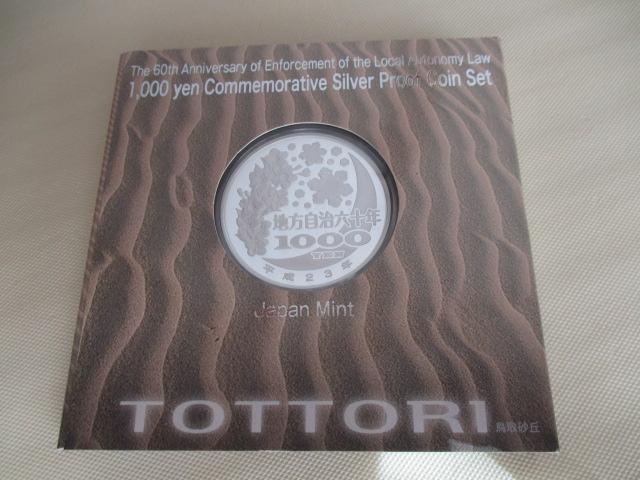 The 60th Anniversary of Enforcement of the Local Autonomy Law
1,000 yen Commemorative Silver Proof Coin Set
地方自治六十年
1000
YEN
平成23年
Japan Mint
TOTTORI
鳥取砂丘